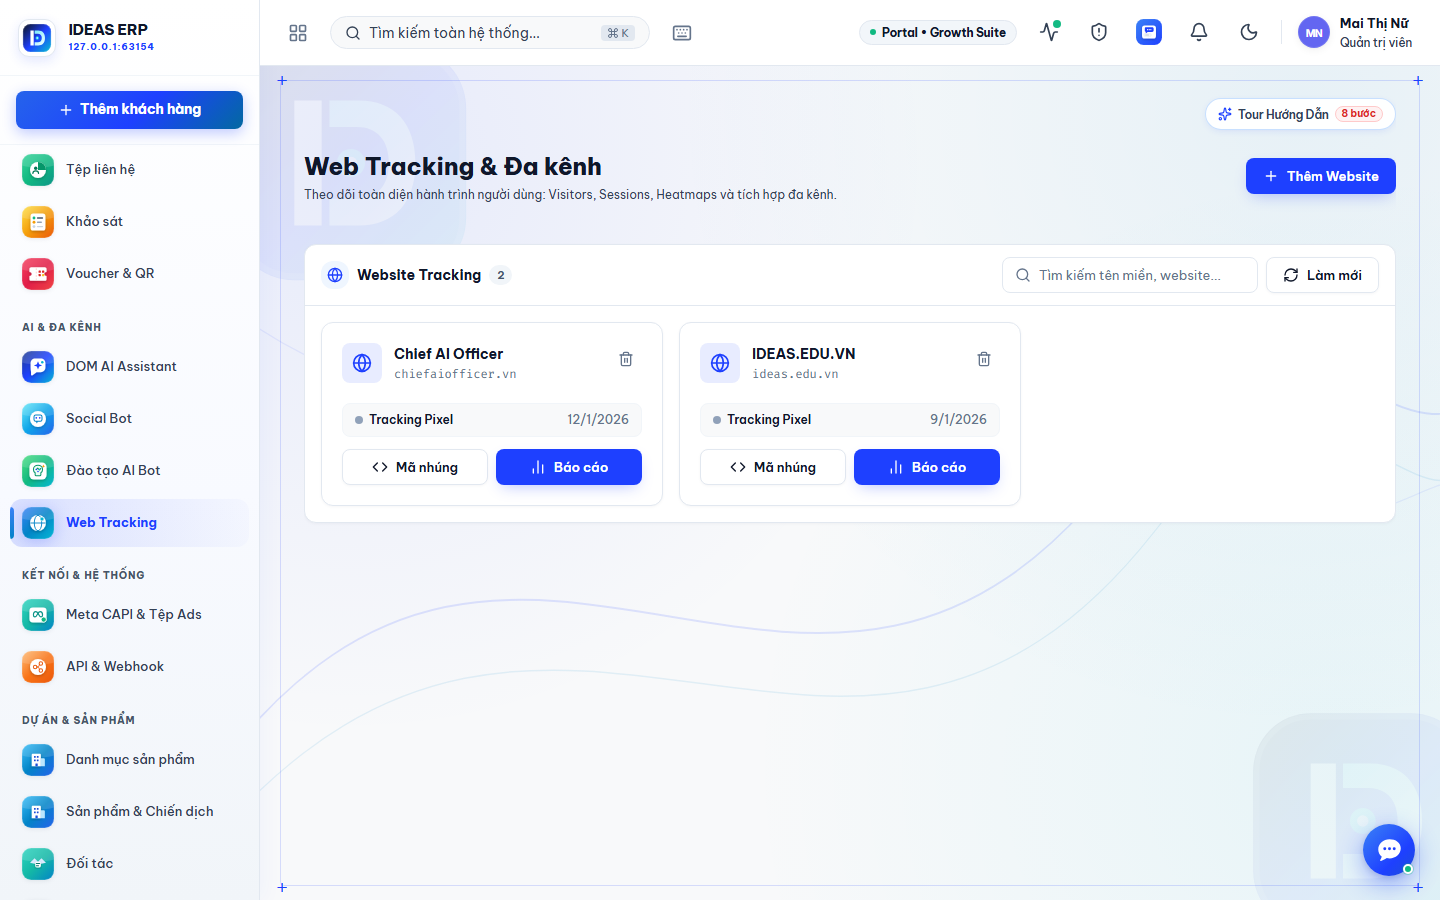 IDEAS ERP
127.0.0.1:63154
Thêm khách hàng
Tệp liên hệ
Khảo sát
Voucher & QR
AI & ĐA KÊNH
DOM AI Assistant
Social Bot
Đào tạo AI Bot
Web Tracking
KẾT NỐI & HỆ THỐNG
Meta CAPI & Tệp Ads
API & Webhook
DỰ ÁN & SẢN PHẨM
Danh mục sản phẩm
Sản phẩm & Chiến dịch
Đối tác
Tìm kiếm toàn hệ thống...
⌘ K
Portal • Growth Suite
MN
Mai Thị Nữ
Quản trị viên
Tour Hướng Dẫn
8 bước
Web Tracking & Đa kênh
Theo dõi toàn diện hành trình người dùng: Visitors, Sessions, Heatmaps và tích hợp đa kênh.
Thêm Website
Website Tracking 2
Tìm kiếm tên miền, website...
Làm mới
Chief AI Officer
chiefaiofficer.vn
Tracking Pixel 12/1/2026
Mã nhúng
Báo cáo
IDEAS.EDU.VN
ideas.edu.vn
Tracking Pixel 9/1/2026
Mã nhúng
Báo cáo